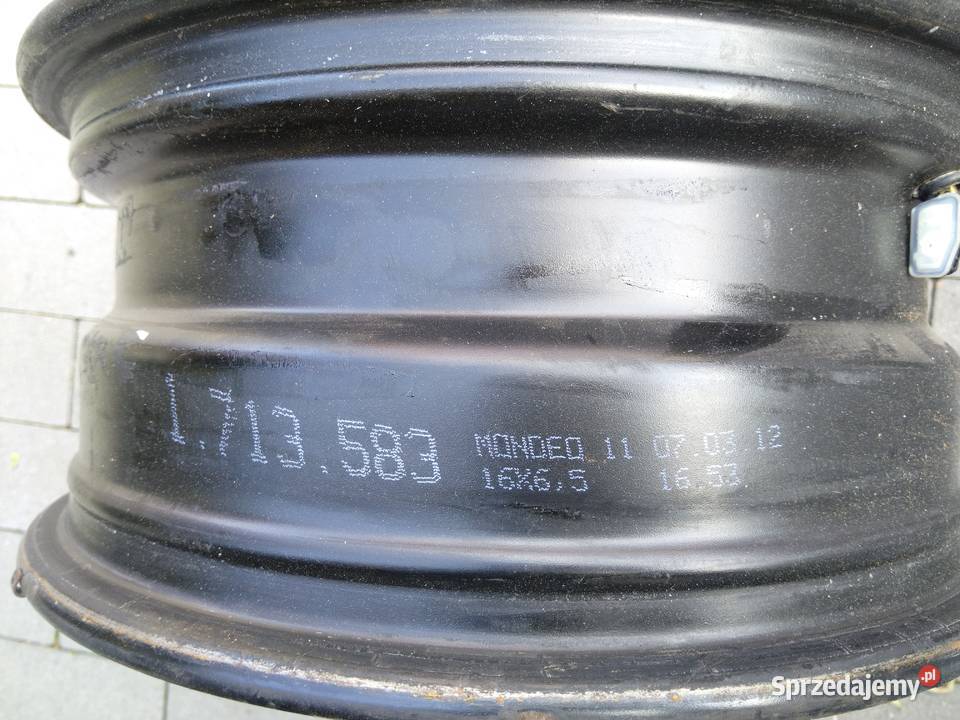 1.713.583
MONDEO 11 07 03 12
16X6,5 16.53
Sprzedajemy.pl